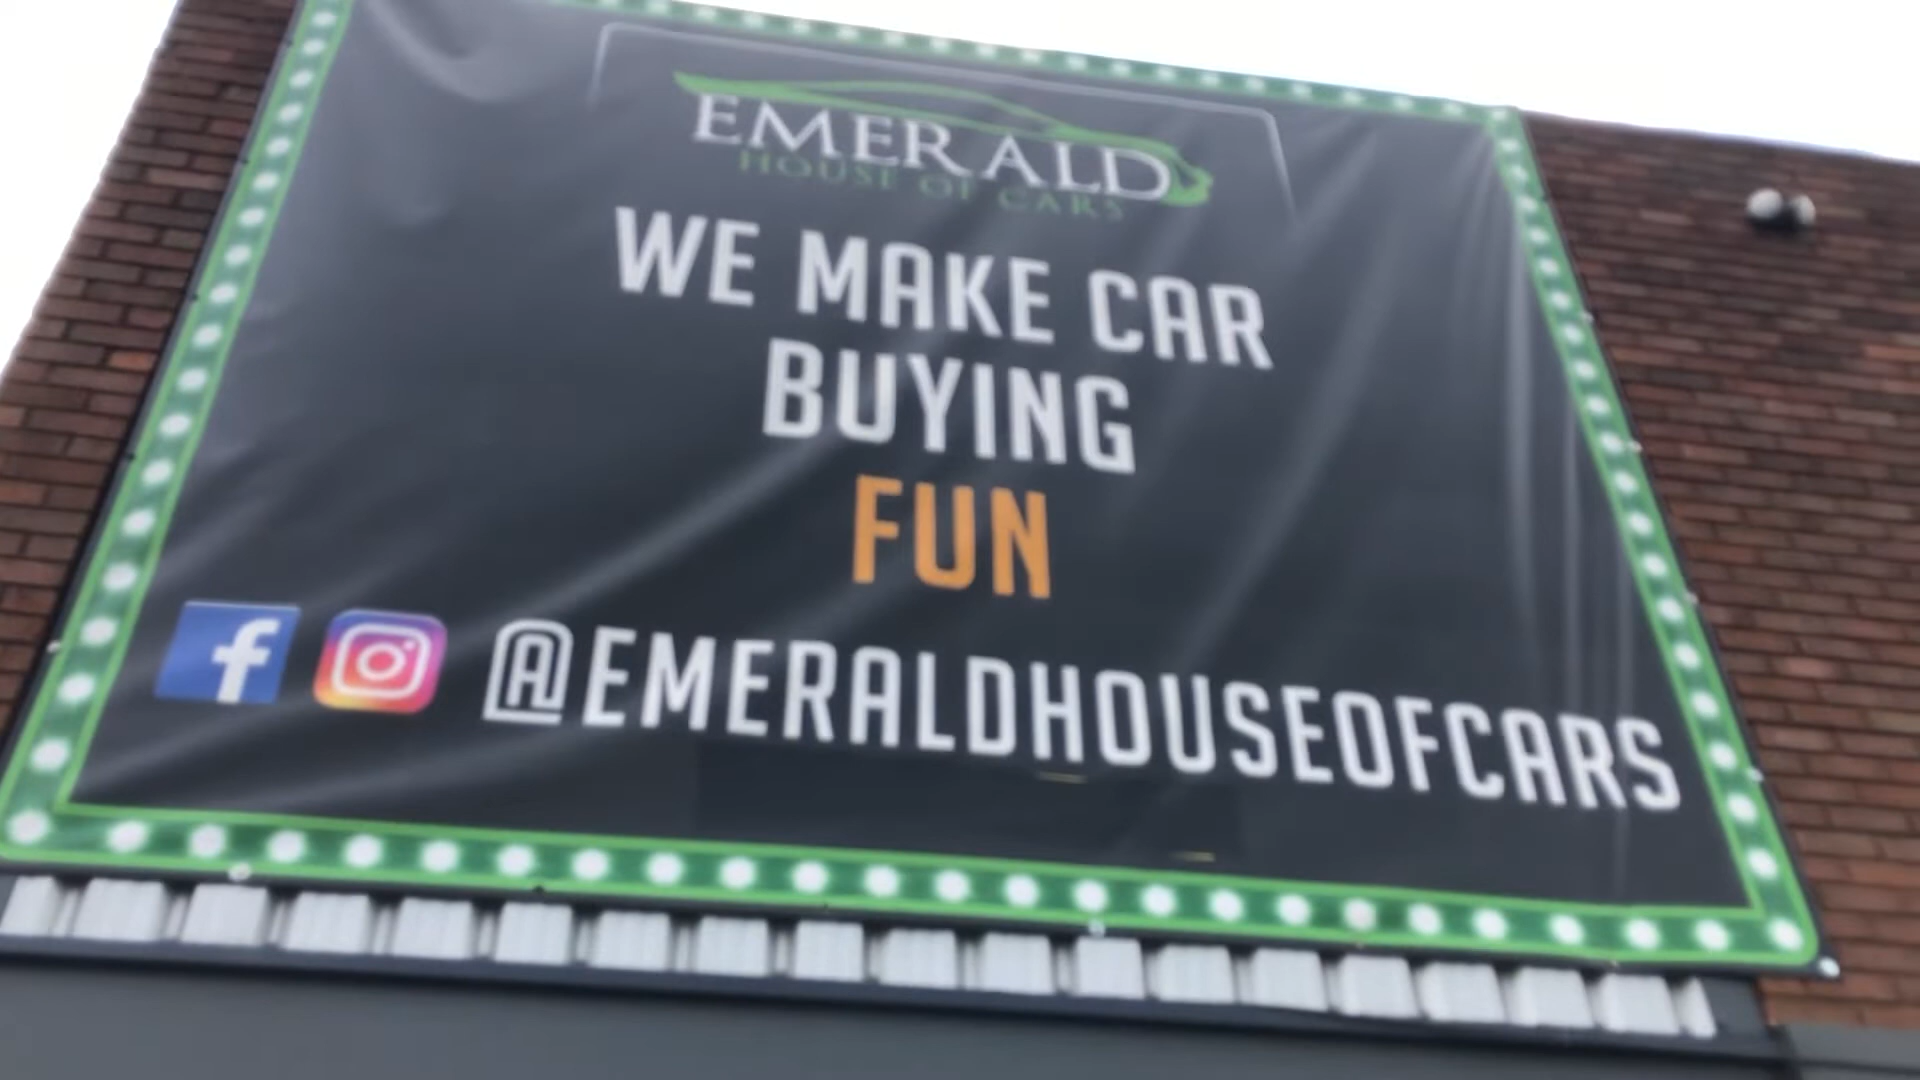 EMERALD
HOUSE OF CARS
WE MAKE CAR
BUYING
FUN
@EMERALDHOUSEOFCARS